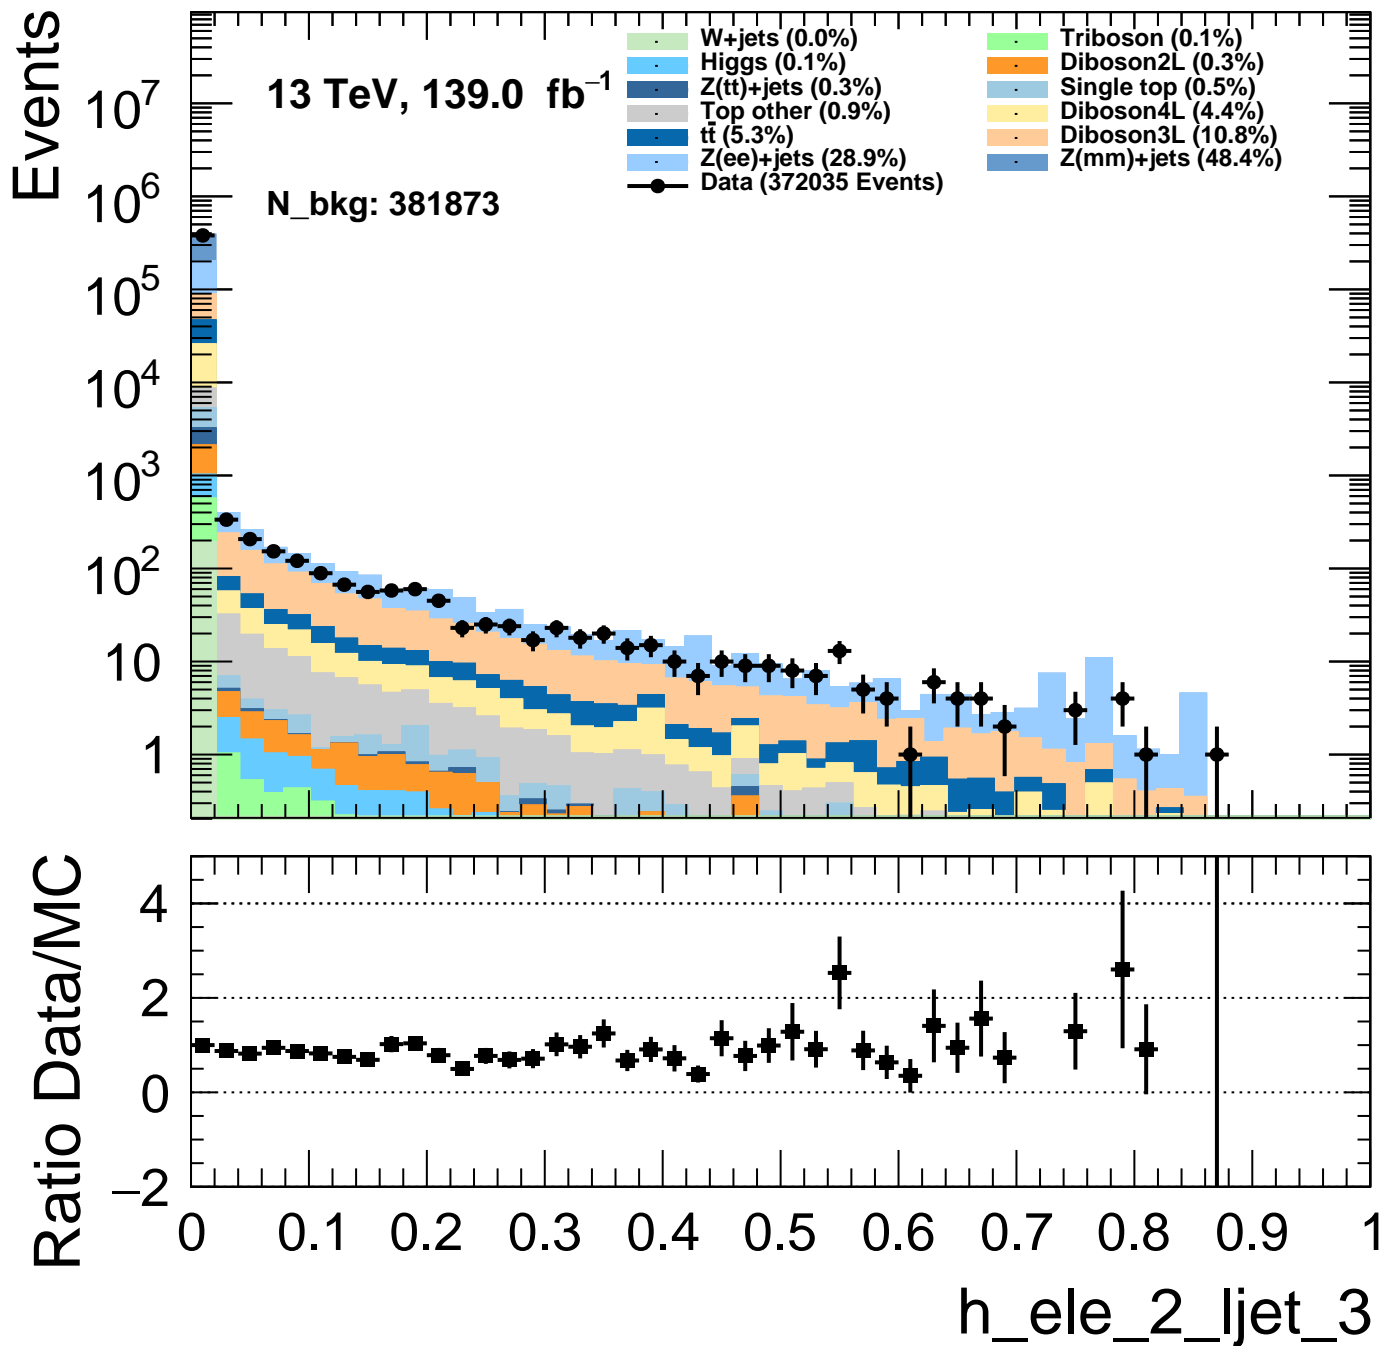 Events
10^7
10^6
10^5
10^4
10^3
10^2
10
1
13 TeV, 139.0 fb^−1
N_bkg: 381873
W+jets (0.0%)
Higgs (0.1%)
Z(tt)+jets (0.3%)
Top other (0.9%)
tt̄ (5.3%)
Z(ee)+jets (28.9%)
Data (372035 Events)
Triboson (0.1%)
Diboson2L (0.3%)
Single top (0.5%)
Diboson4L (4.4%)
Diboson3L (10.8%)
Z(mm)+jets (48.4%)
Ratio Data/MC
4
2
0
−2
0 0.1 0.2 0.3 0.4 0.5 0.6 0.7 0.8 0.9 1
h_ele_2_ljet_3